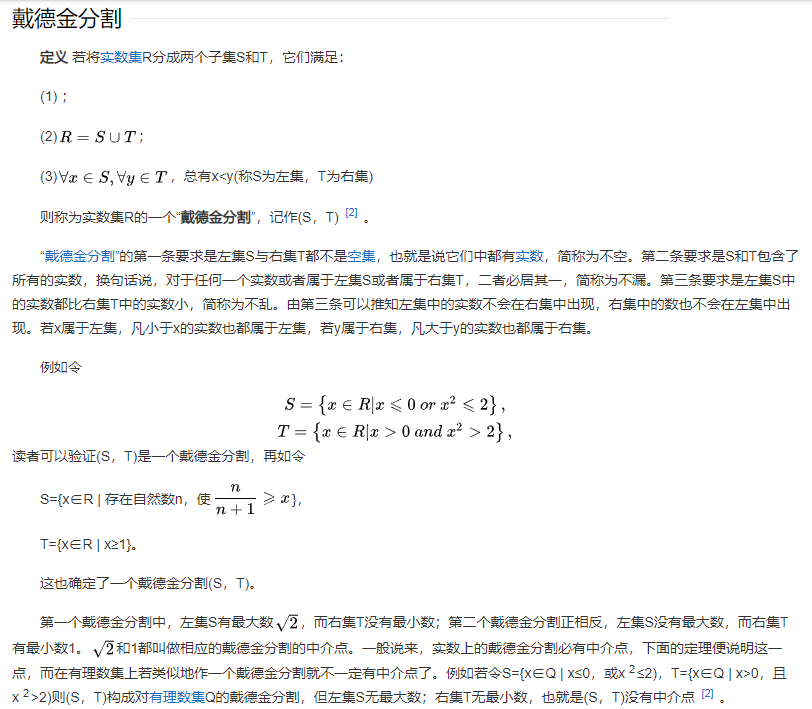 戴德金分割
定义 若将实数集R分成两个子集S和T，它们满足：
(1)；
(2) R = S ∪ T；
(3) ∀x ∈ S, ∀y ∈ T，总有x<y(称S为左集，T为右集)
则称为实数集R的一个“戴德金分割”，记作(S，T) [2] 。
“戴德金分割”的第一条要求是左集S与右集T都不是空集，也就是说它们中都有实数，简称为不空。第二条要求是S和T包含了
所有的实数，换句话说，对于任何一个实数或者属于左集S或者属于右集T，二者必居其一，简称为不漏。第三条要求是左集S中
的实数都比右集T中的实数小，简称为不乱。由第三条可以推知左集中的实数不会在右集中出现，右集中的数也不会在左集中出
现。若x属于左集，凡小于x的实数也都属于左集，若y属于右集，凡大于y的实数也都属于右集。
例如令
S = {x ∈ R|x ⩽ 0 or x² ⩽ 2},
T = {x ∈ R|x > 0 and x² > 2},
读者可以验证(S，T)是一个戴德金分割，再如令
S={x∈R | 存在自然数n，使 n/(n + 1) ⩾ x},
T={x∈R | x≥1}。
这也确定了一个戴德金分割(S，T)。
第一个戴德金分割中，左集S有最大数√2，而右集T没有最小数；第二个戴德金分割正相反，左集S没有最大数，而右集T
有最小数1。√2和1都叫做相应的戴德金分割的中介点。一般说来，实数上的戴德金分割必有中介点，下面的定理便说明这一
点，而在有理数集上若类似地作一个戴德金分割就不一定有中介点了。例如若令S={x∈Q | x≤0，或x ²≤2)，T={x∈Q | x>0，且
x ²>2)则(S，T)构成对有理数集Q的戴德金分割，但左集S无最大数；右集T无最小数，也就是(S，T)没有中介点 [2] 。